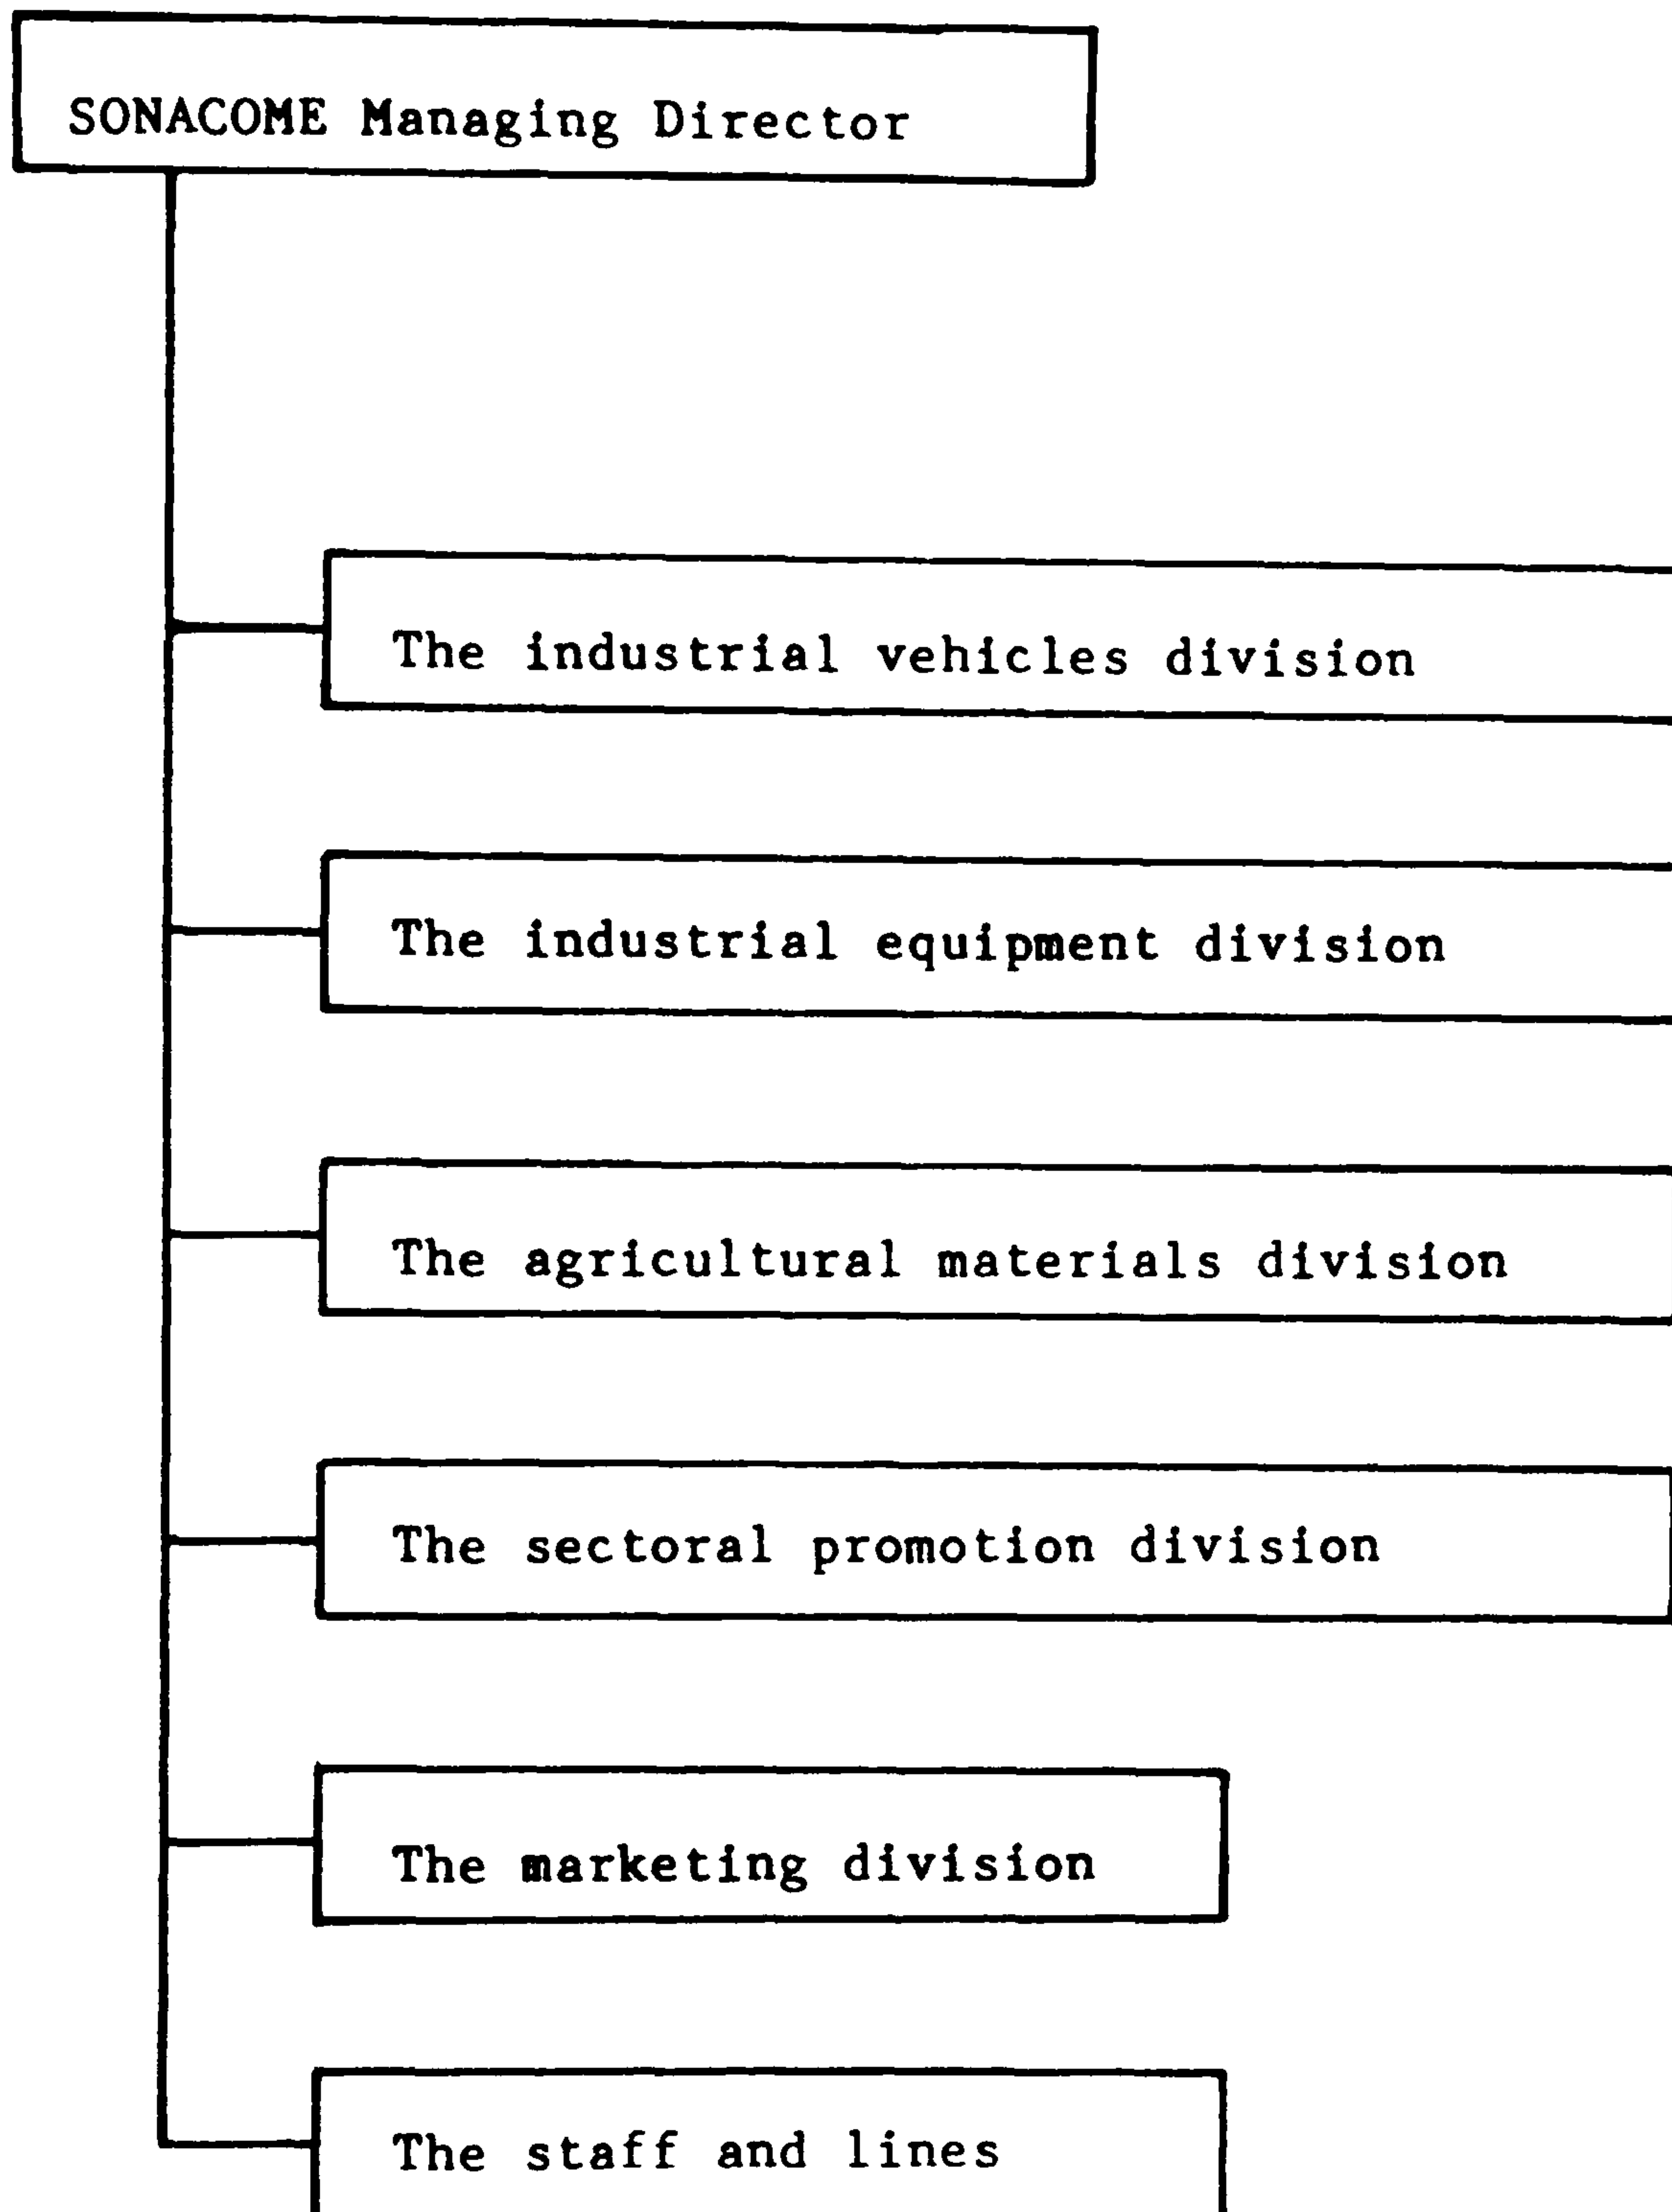 SONACOME Managing Director
The industrial vehicles division
The industrial equipment division
The agricultural materials division
The sectoral promotion division
The marketing division
The staff and lines